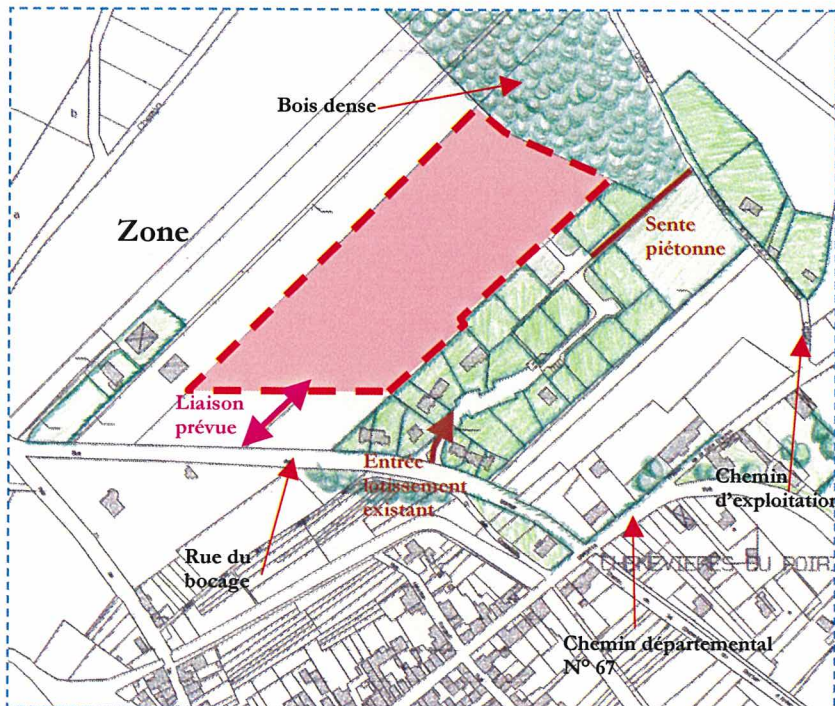 Bois dense
Zone
Sente
piétonne
Liaison
prévue
Entrée
lotissement
existant
Chemin
d'exploitation
Rue du
bocage
CHENEVIERES DU POIR
Chemin départemental
N° 67